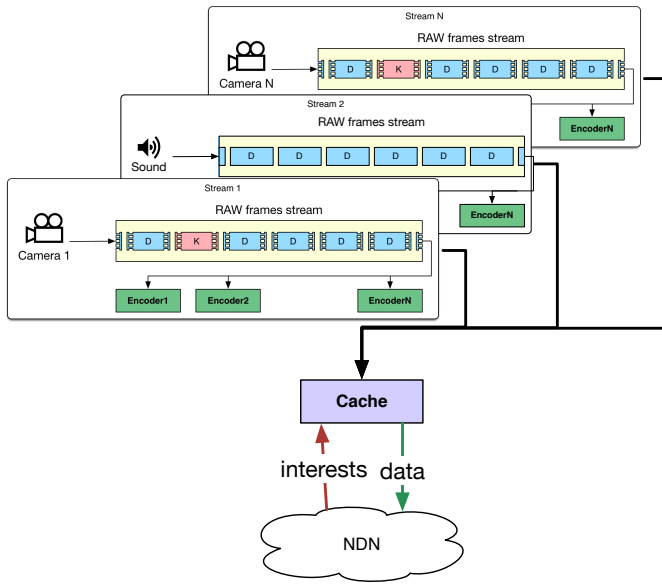 Stream N
RAW frames stream
D K D D D D
Camera N
EncoderN
Stream 2
RAW frames stream
D D D D D D
Sound
EncoderN
Stream 1
RAW frames stream
D K D D D D
Camera 1
Encoder1 Encoder2 EncoderN
Cache
interests data
NDN